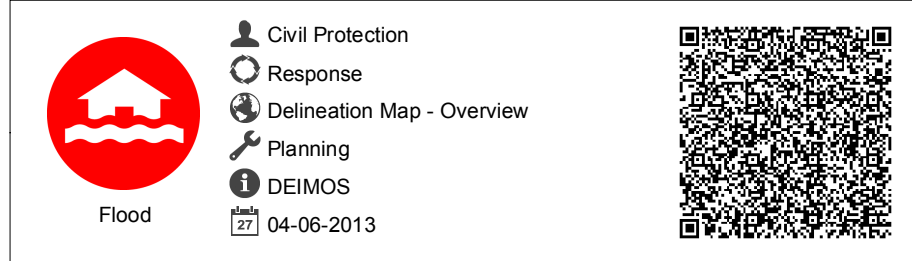 Civil Protection
Response
Delineation Map - Overview
Planning
DEIMOS
27 04-06-2013
Flood